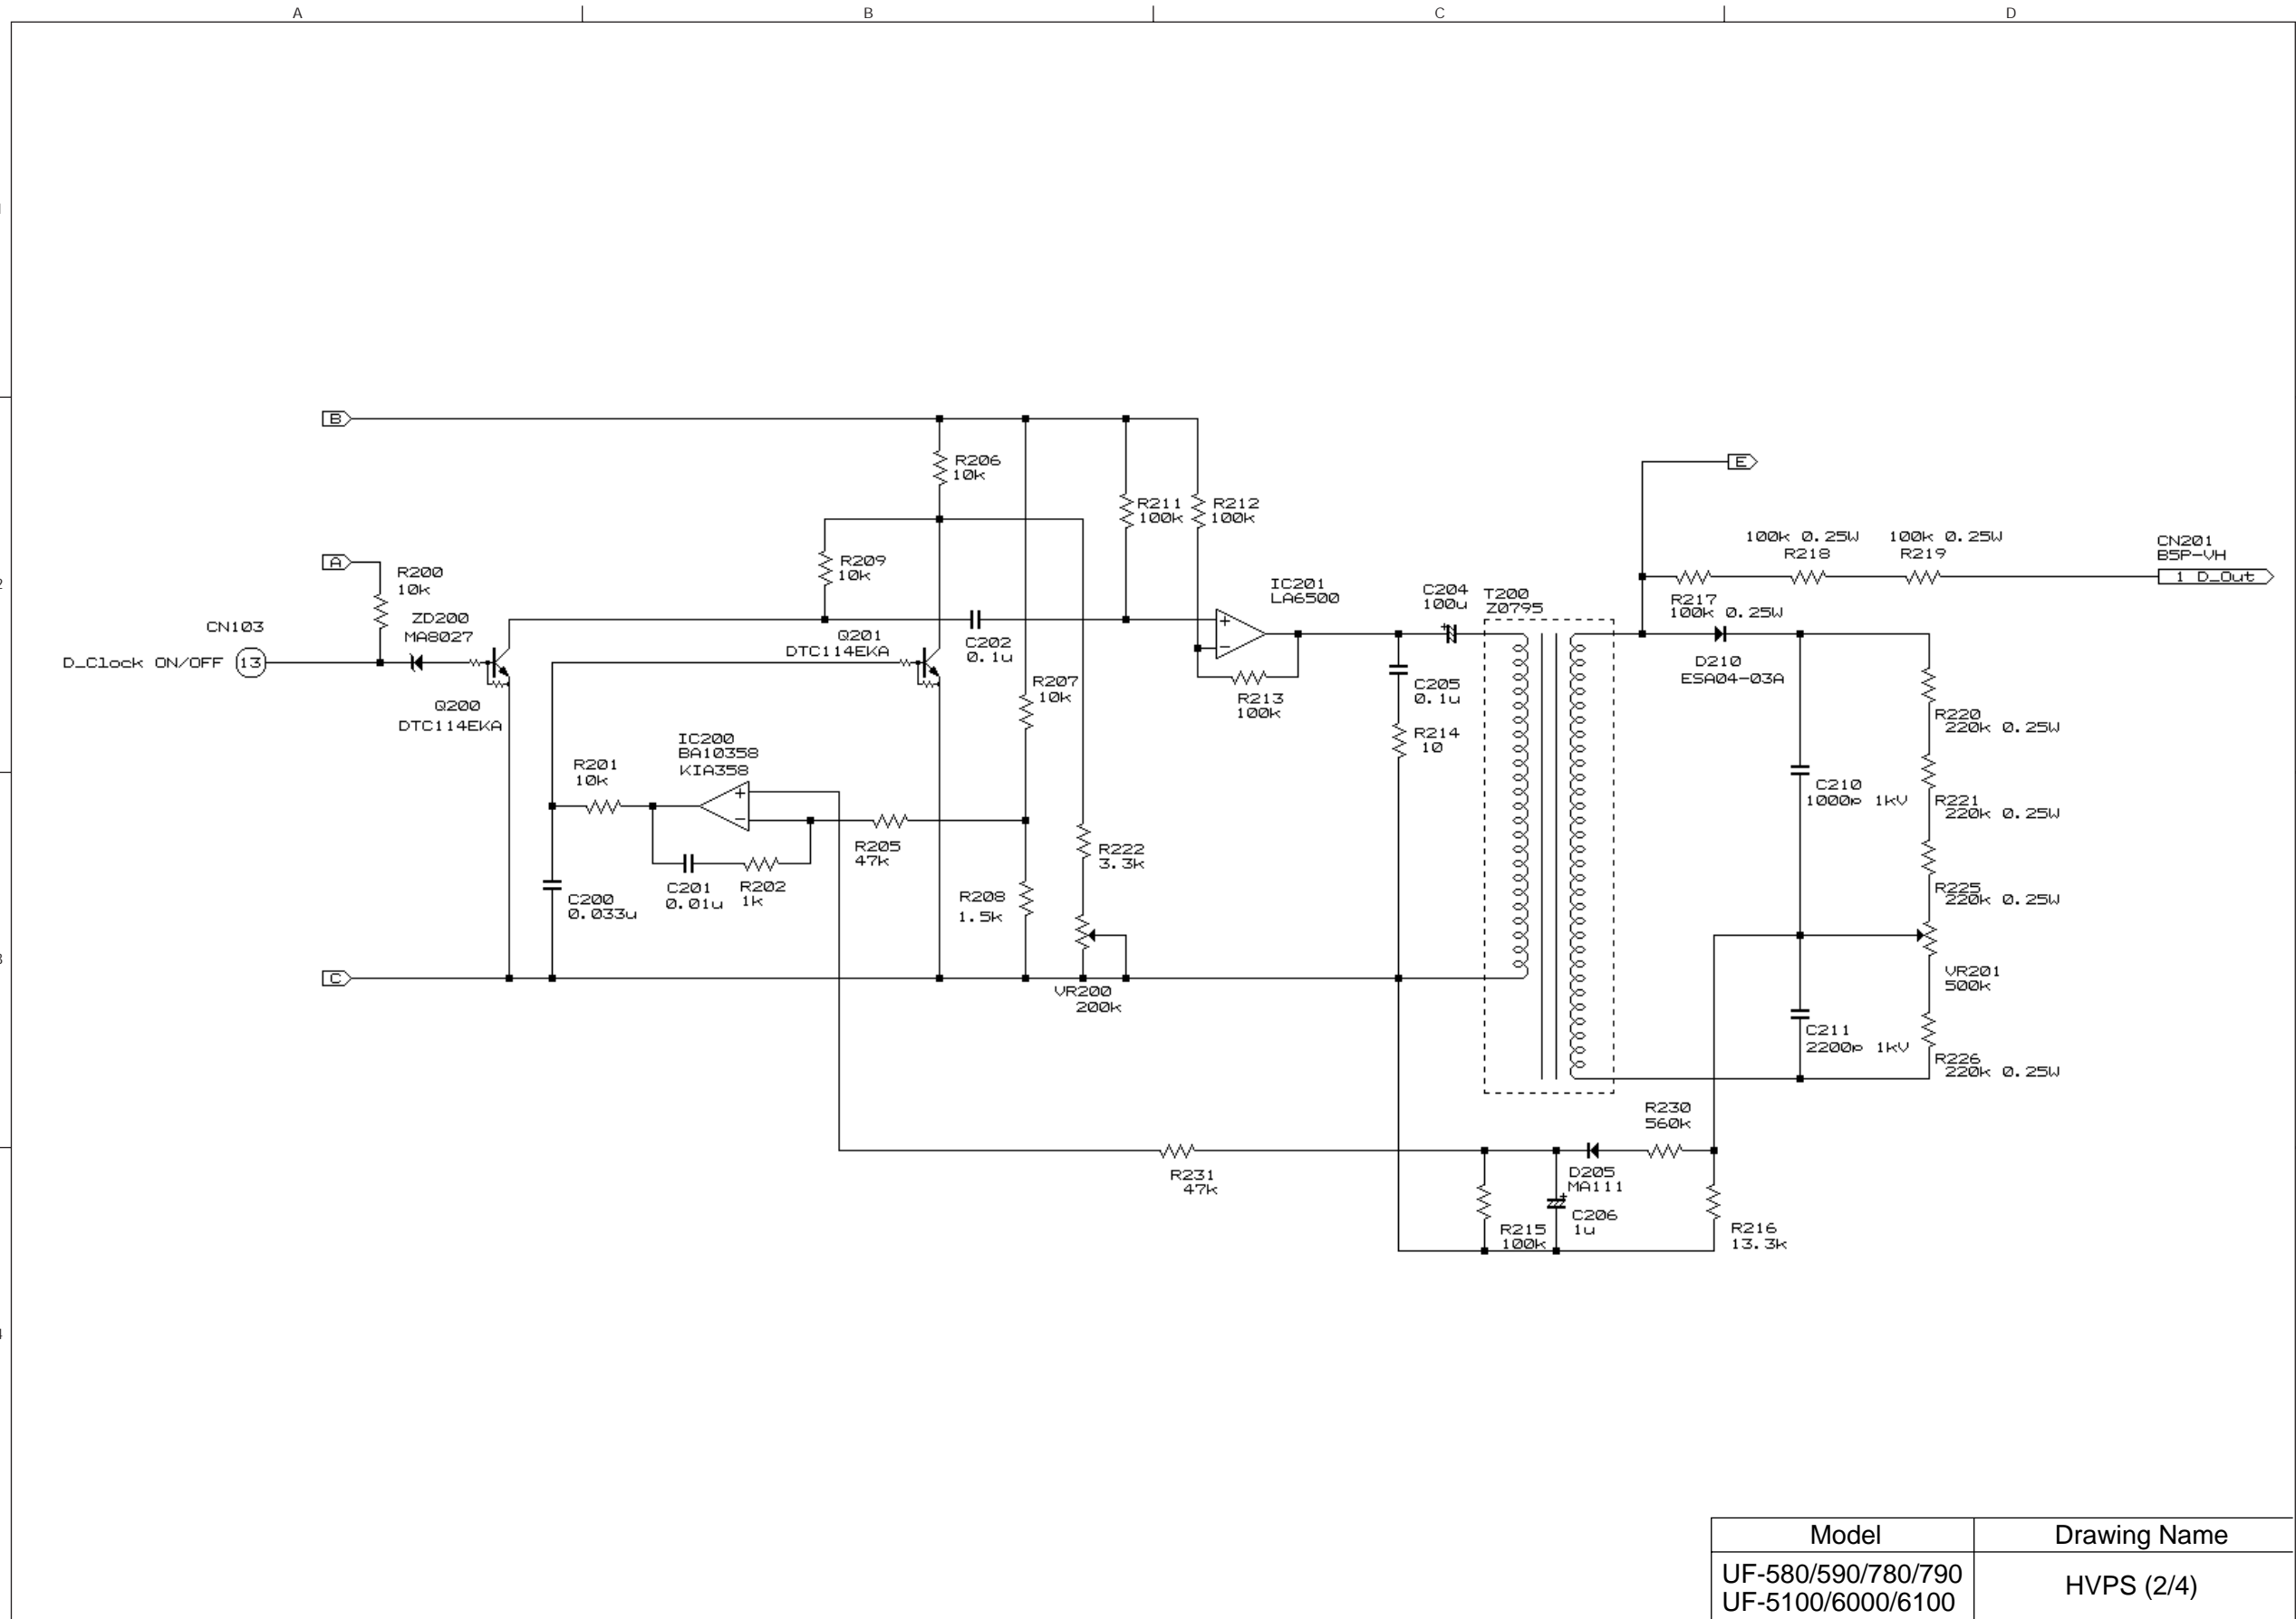 A
B
C
D
B
R206
10k
E
R211
100k
R212
100k
100k 0.25W
R218
100k 0.25W
R219
CN201
B5P-VH
1 D_Out
A
R200
10k
R209
10k
IC201
LA6500
C204
100u
T200
Z0795
R217
100k 0.25W
CN103
ZD200
MA8027
D_Clock ON/OFF
13
Q201
DTC114EKA
C202
0.1u
+
−
D210
ESA04-03A
R207
10k
R213
100k
C205
0.1u
Q200
DTC114EKA
R220
220k 0.25W
R214
10
IC200
BA10358
KIA358
R201
10k
+
−
C210
1000p 1kV
R221
220k 0.25W
R205
47k
R222
3.3k
C201
0.01u
R202
1k
C200
0.033u
R208
1.5k
R225
220k 0.25W
C
VR200
200k
VR201
500k
C211
2200p 1kV
R226
220k 0.25W
R230
560k
R231
47k
D205
MA111
C206
1u
R215
100k
R216
13.3k
Model
Drawing Name
UF-580/590/780/790
UF-5100/6000/6100
HVPS (2/4)